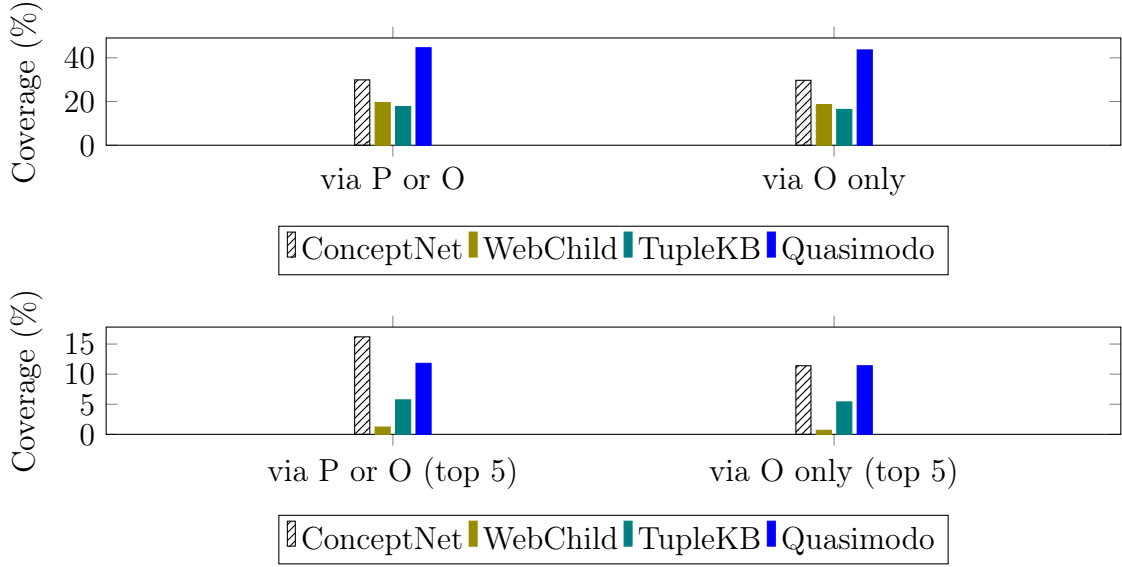 Coverage (%)
40
20
0
via P or O
via O only
ConceptNet WebChild TupleKB Quasimodo
Coverage (%)
15
10
5
0
via P or O (top 5)
via O only (top 5)
ConceptNet WebChild TupleKB Quasimodo